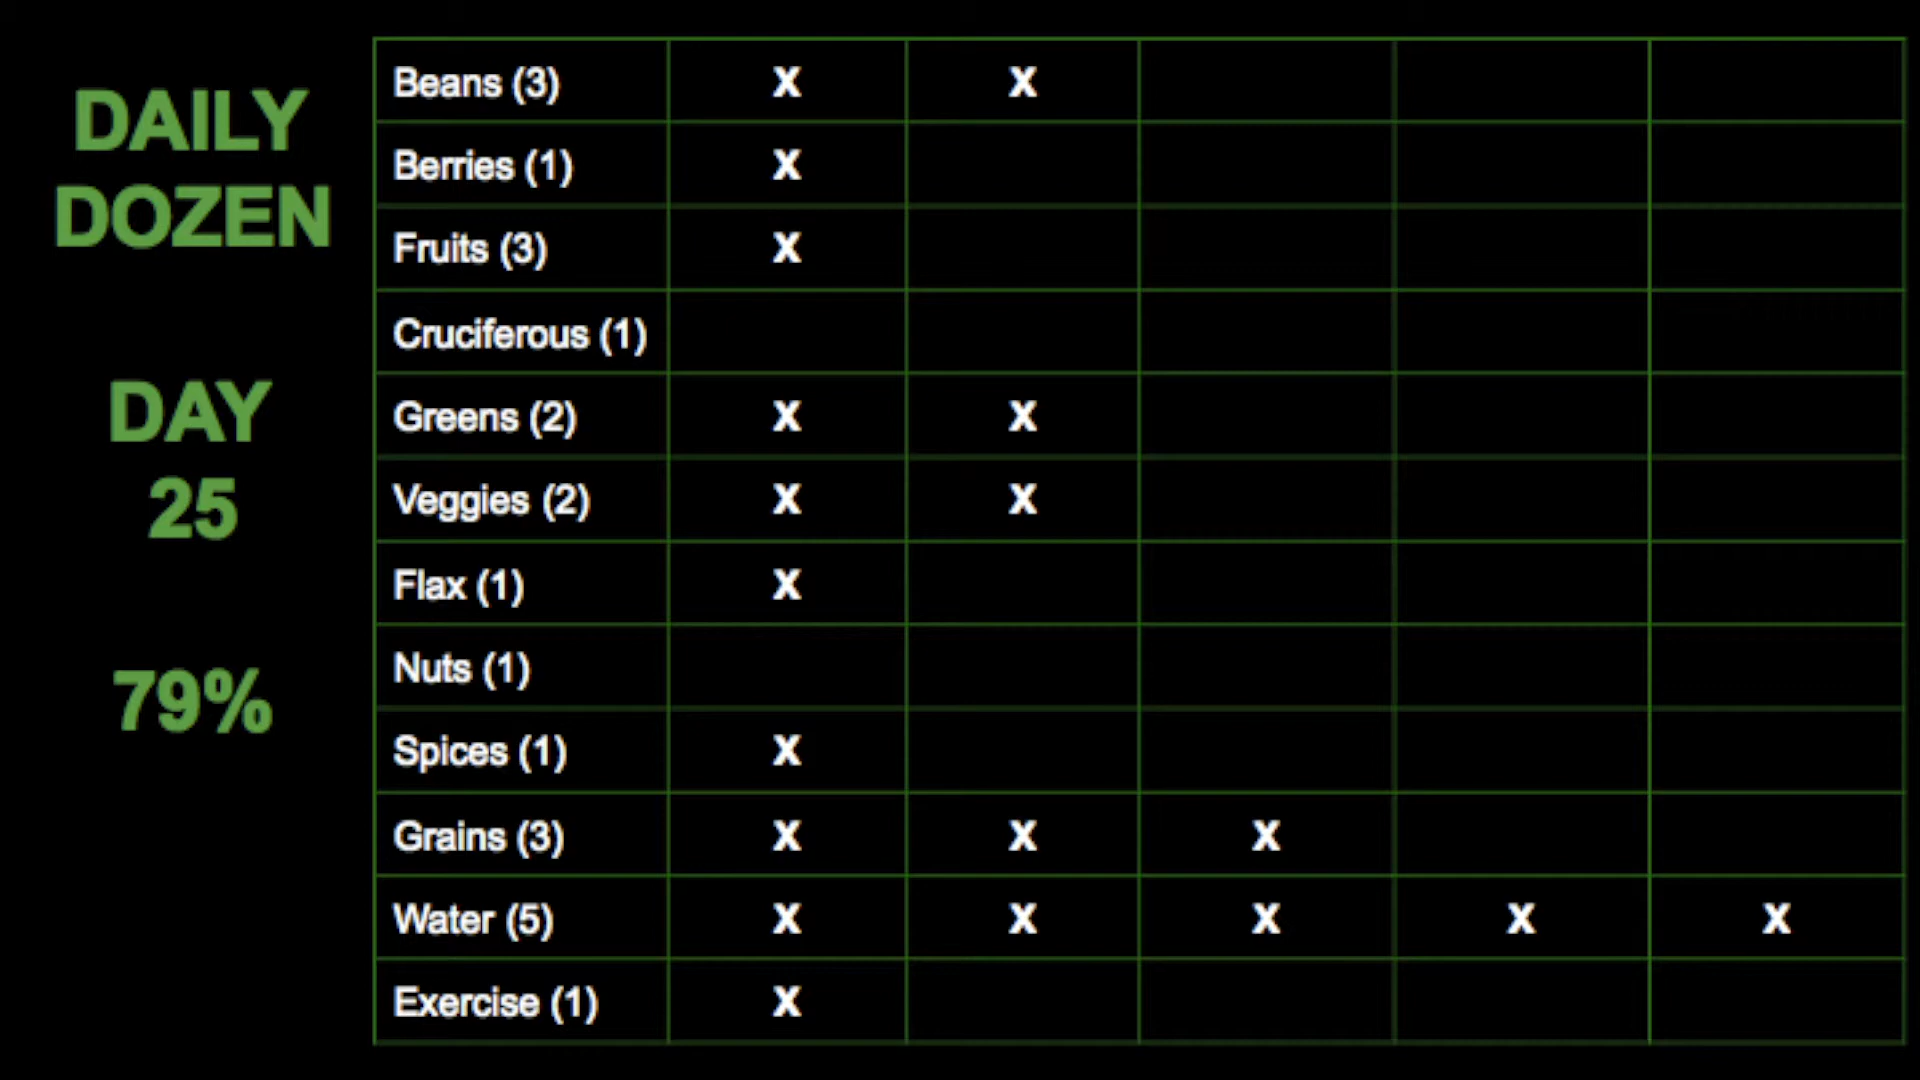 DAILY
DOZEN
DAY
25
79%
Beans (3) X X
Berries (1) X
Fruits (3) X
Cruciferous (1)
Greens (2) X X
Veggies (2) X X
Flax (1) X
Nuts (1)
Spices (1) X
Grains (3) X X X
Water (5) X X X X X
Exercise (1) X